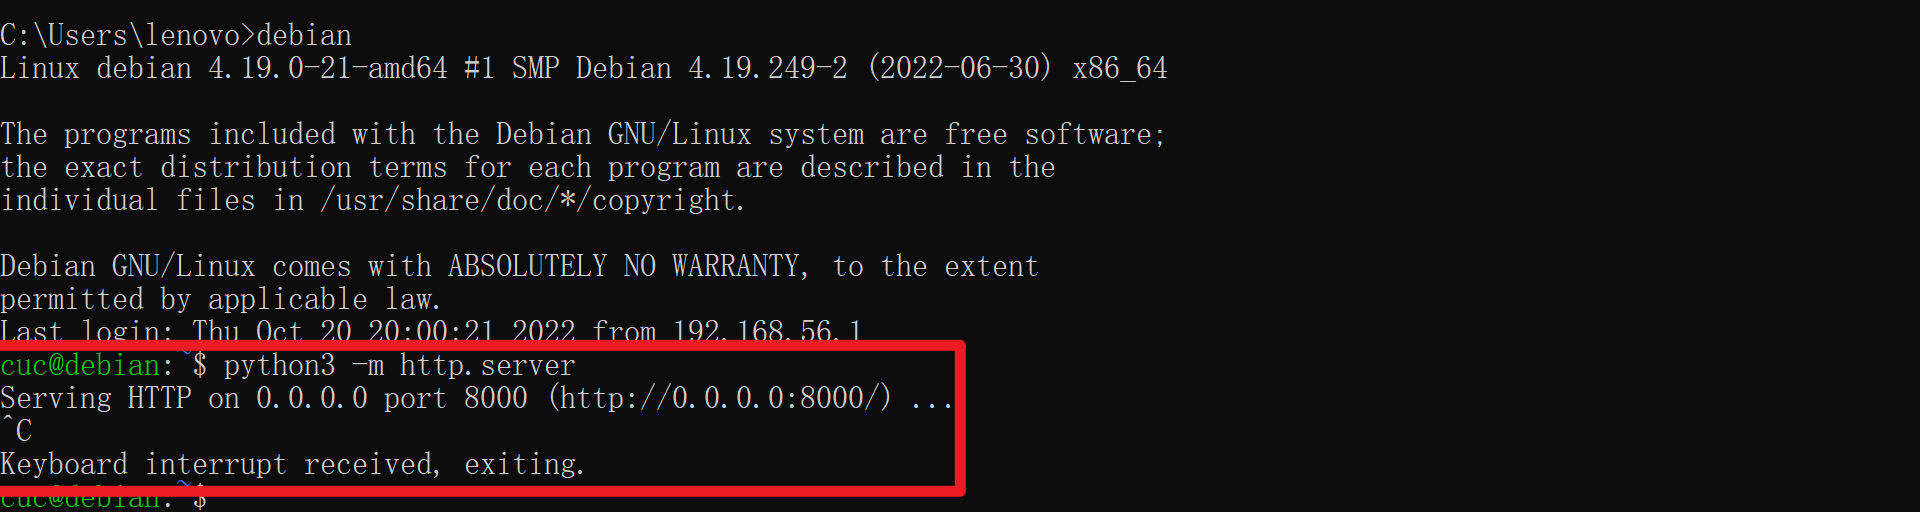 C:\Users\lenovo>debian
Linux debian 4.19.0-21-amd64 #1 SMP Debian 4.19.249-2 (2022-06-30) x86_64
The programs included with the Debian GNU/Linux system are free software;
the exact distribution terms for each program are described in the
individual files in /usr/share/doc/*/copyright.
Debian GNU/Linux comes with ABSOLUTELY NO WARRANTY, to the extent
permitted by applicable law.
Last login: Thu Oct 20 20:00:21 2022 from 192.168.56.1
cuc@debian:~$ python3 -m http.server
Serving HTTP on 0.0.0.0 port 8000 (http://0.0.0.0:8000/) ...
^C
Keyboard interrupt received, exiting.
cuc@debian:~$